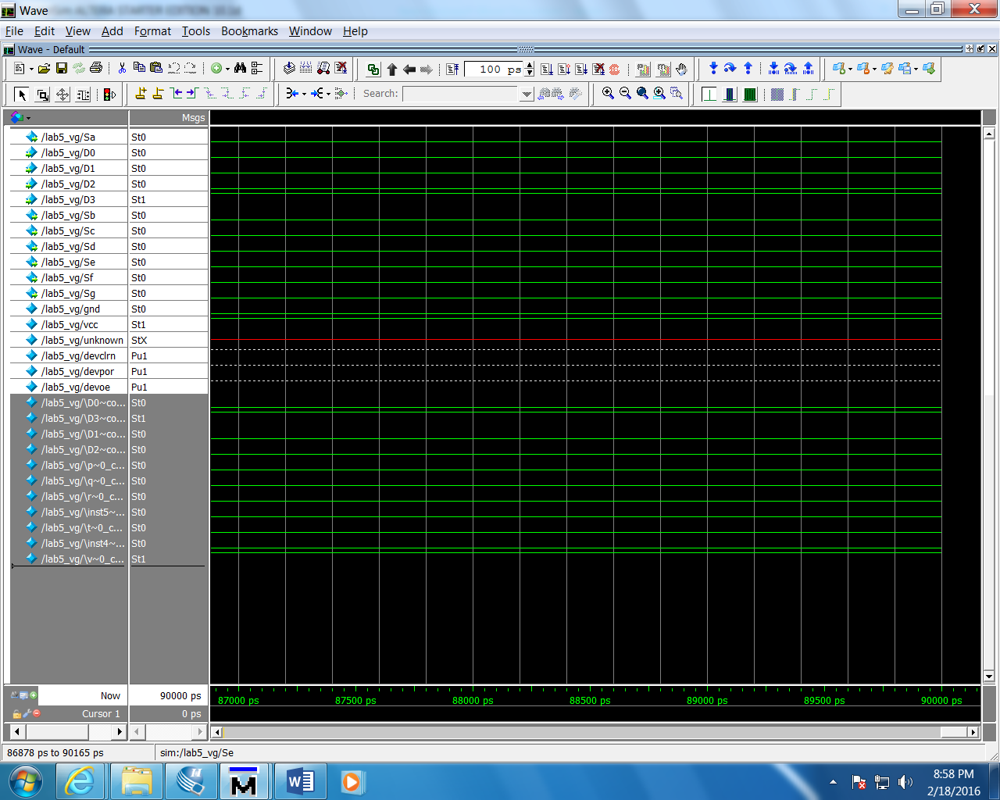 Wave
File Edit View Add Format Tools Bookmarks Window Help
Wave - Default
100 ps
Search:
Msgs
/lab5_vg/Sa St0
/lab5_vg/D0 St0
/lab5_vg/D1 St0
/lab5_vg/D2 St0
/lab5_vg/D3 St1
/lab5_vg/Sb St0
/lab5_vg/Sc St0
/lab5_vg/Sd St0
/lab5_vg/Se St0
/lab5_vg/Sf St0
/lab5_vg/Sg St0
/lab5_vg/gnd St0
/lab5_vg/vcc St1
/lab5_vg/unknown StX
/lab5_vg/devclrn Pu1
/lab5_vg/devpor Pu1
/lab5_vg/devoe Pu1
/lab5_vg/\D0~co... St0
/lab5_vg/\D3~co... St1
/lab5_vg/\D1~co... St0
/lab5_vg/\D2~co... St0
/lab5_vg/\p~0_c... St0
/lab5_vg/\q~0_c... St0
/lab5_vg/\r~0_c... St0
/lab5_vg/\inst5~... St0
/lab5_vg/\t~0_c... St0
/lab5_vg/\inst4~... St0
/lab5_vg/\v~0_c... St1
Now 90000 ps
87000 ps 87500 ps 88000 ps 88500 ps 89000 ps 89500 ps 90000 ps
Cursor 1 0 ps
86878 ps to 90165 ps sim:/lab5_vg/Se
8:58 PM
2/18/2016